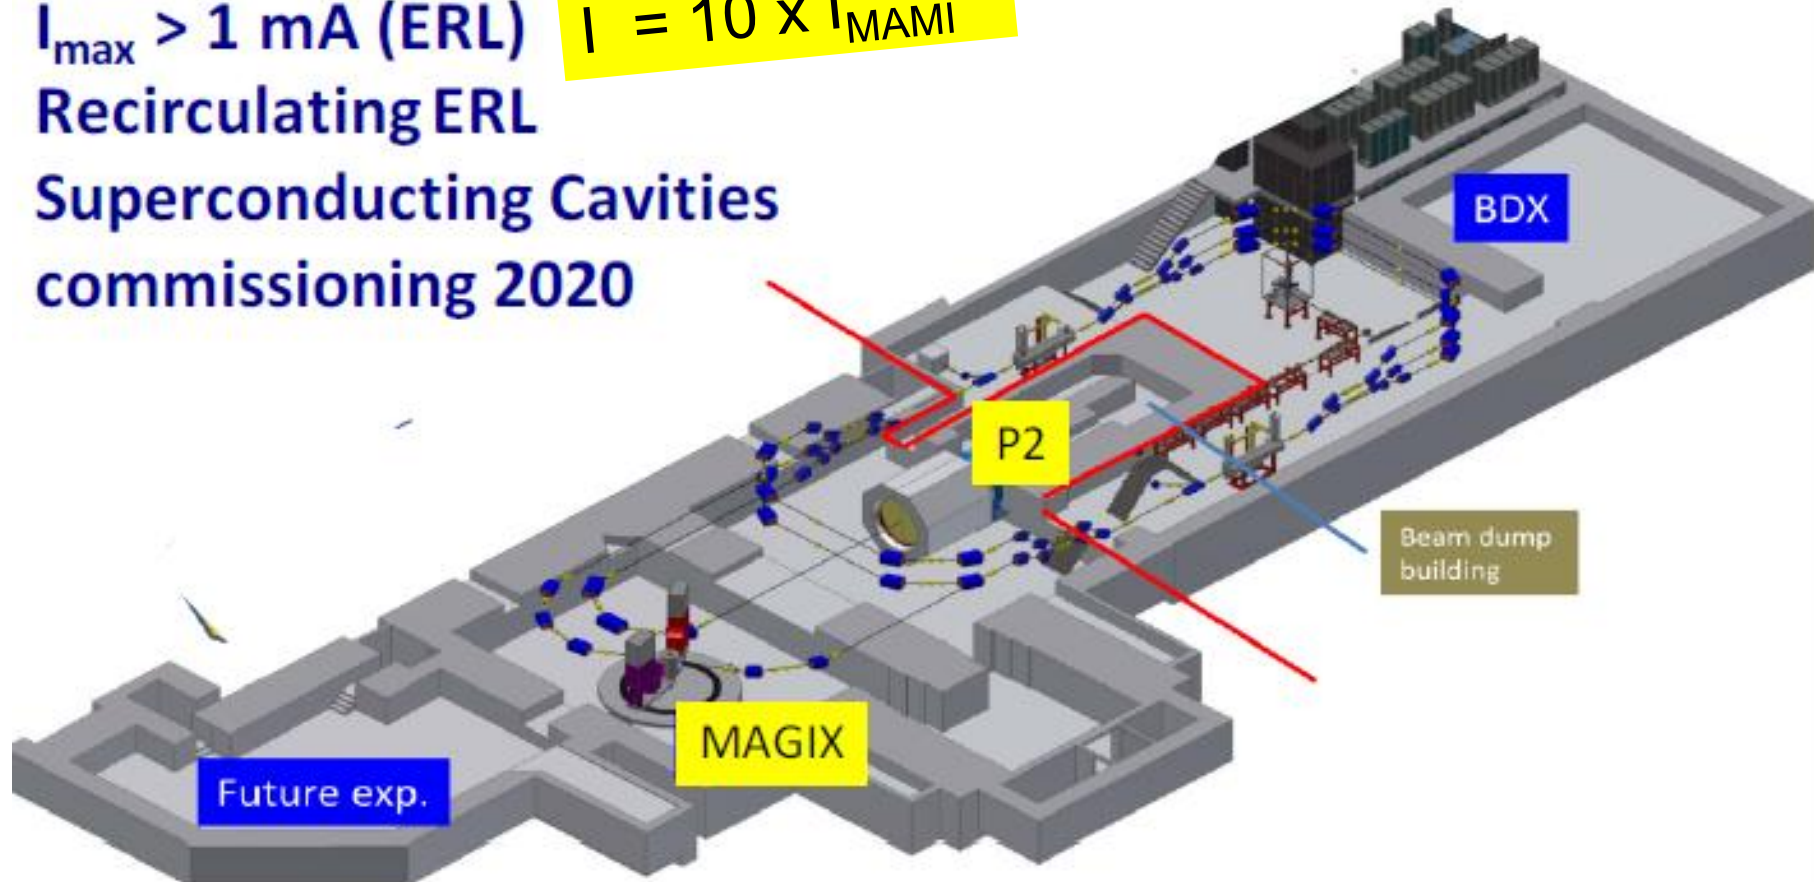 Imax > 1 mA (ERL)
I = 10 x IMAMI
Recirculating ERL
Superconducting Cavities
commissioning 2020
BDX
P2
Beam dump
building
MAGIX
Future exp.